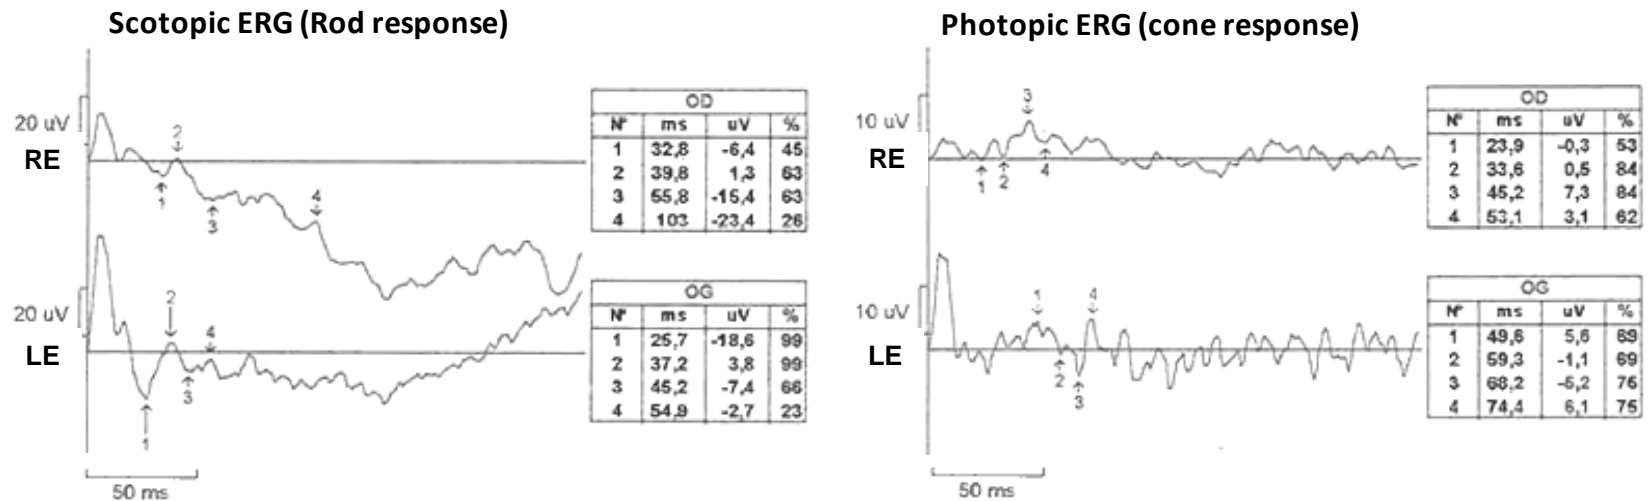 Scotopic ERG (Rod response)
20 uV
RE
1
2
3
4
OD
N° ms uV %
1 32,8 -6,4 45
2 39,8 1,3 63
3 55,8 -15,4 63
4 103 -23,4 26
20 uV
LE
1
2
3
4
OG
N° ms uV %
1 25,7 -18,6 99
2 37,2 3,8 99
3 45,2 -7,4 66
4 54,9 -2,7 23
50 ms
Photopic ERG (cone response)
10 uV
RE
1
2
3
4
OD
N° ms uV %
1 23,9 -0,3 53
2 33,6 0,5 84
3 45,2 7,3 84
4 53,1 3,1 62
10 uV
LE
1
2
3
4
OG
N° ms uV %
1 49,6 5,6 69
2 59,3 -1,1 69
3 68,2 -5,2 76
4 74,4 6,1 75
50 ms